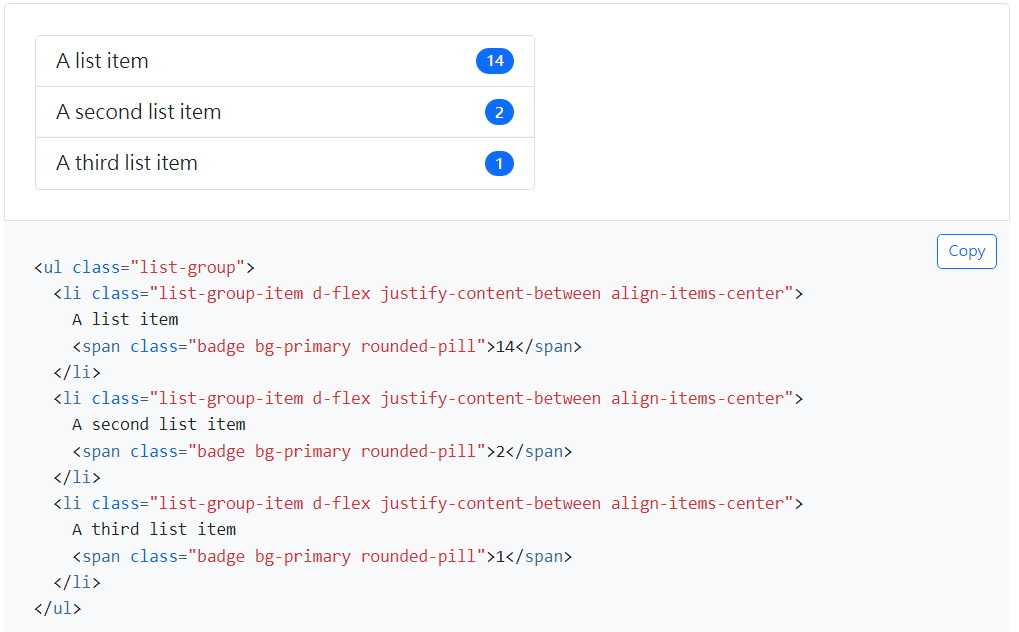 A list item 14
A second list item 2
A third list item 1
Copy
<ul class="list-group">
  <li class="list-group-item d-flex justify-content-between align-items-center">
    A list item
    <span class="badge bg-primary rounded-pill">14</span>
  </li>
  <li class="list-group-item d-flex justify-content-between align-items-center">
    A second list item
    <span class="badge bg-primary rounded-pill">2</span>
  </li>
  <li class="list-group-item d-flex justify-content-between align-items-center">
    A third list item
    <span class="badge bg-primary rounded-pill">1</span>
  </li>
</ul>